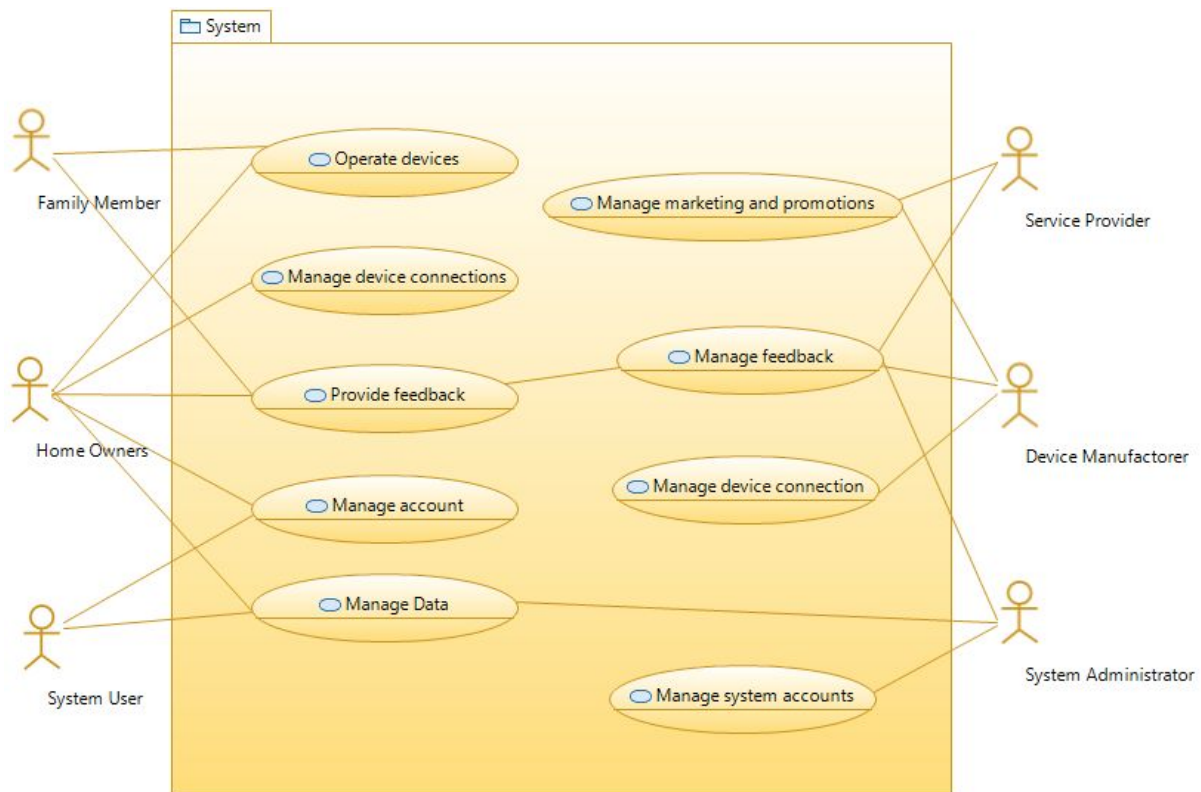 System
Operate devices
Family Member
Manage marketing and promotions
Service Provider
Manage device connections
Manage feedback
Provide feedback
Home Owners
Device Manufactorer
Manage device connection
Manage account
Manage Data
System User
System Administrator
Manage system accounts